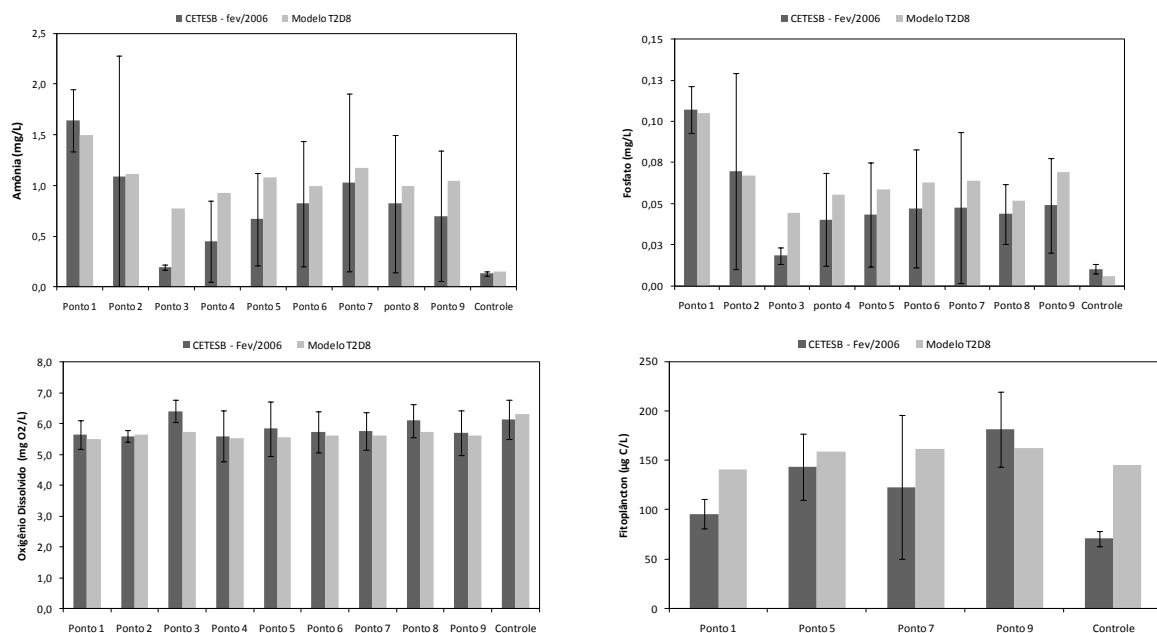 CETESB - fev/2006 Modelo T2D8
2,5
2,0
1,5
1,0
0,5
0,0
Amônia (mg/L)
Ponto 1 Ponto 2 Ponto 3 Ponto 4 Ponto 5 Ponto 6 Ponto 7 ponto 8 Ponto 9 Controle
CETESB - Fev/2006 Modelo T2D8
0,15
0,13
0,10
0,08
0,05
0,03
0,00
Fosfato (mg/L)
Ponto 1 Ponto 2 Ponto 3 ponto 4 Ponto 5 Ponto 6 Ponto 7 Ponto 8 Ponto 9 Controle
CETESB - Fev/2006 Modelo T2D8
8,0
7,0
6,0
5,0
4,0
3,0
2,0
1,0
0,0
Oxigênio Dissolvido (mg O2/L)
Ponto 1 Ponto 2 Ponto 3 Ponto 4 Ponto 5 Ponto 6 Ponto 7 Ponto 8 Ponto 9 Controle
CETESB - Fev/2006 Modelo T2D8
250
200
150
100
50
0
Fitoplâncton (µg C/L)
Ponto 1 Ponto 5 Ponto 7 Ponto 9 Controle